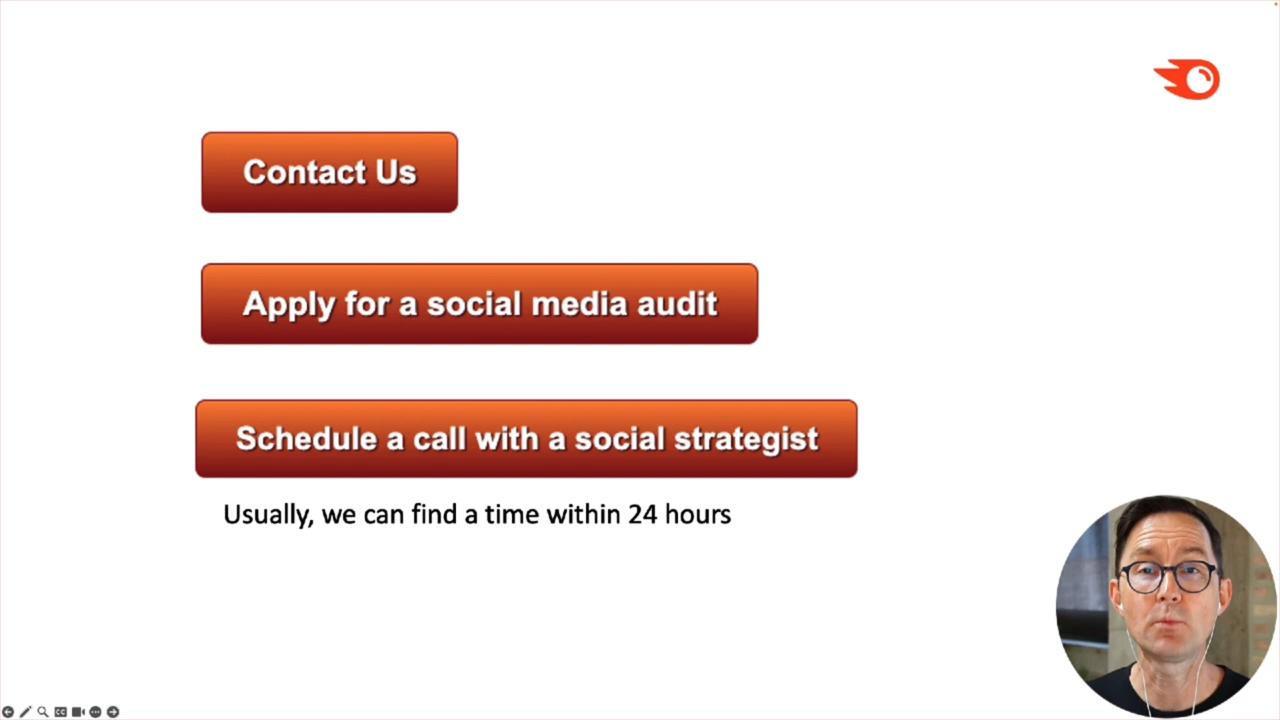 Contact Us
Apply for a social media audit
Schedule a call with a social strategist
Usually, we can find a time within 24 hours